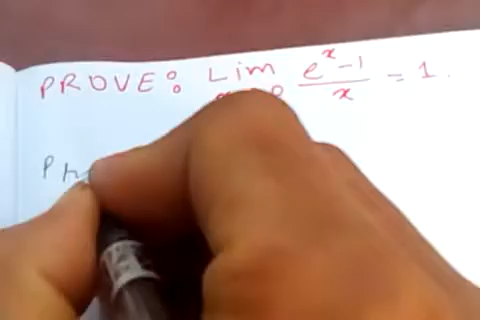 PROVE: Lim e^x-1/x = 1.